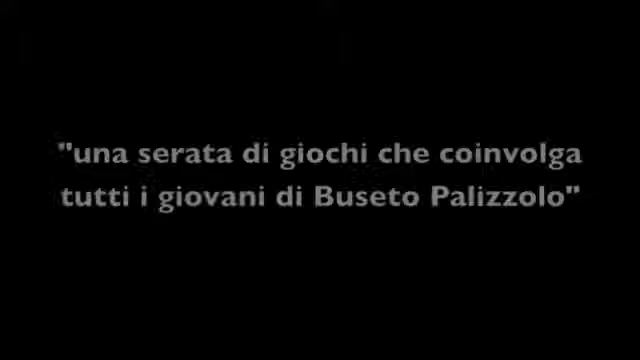 "una serata di giochi che coinvolga
tutti i giovani di Buseto Palizzolo"